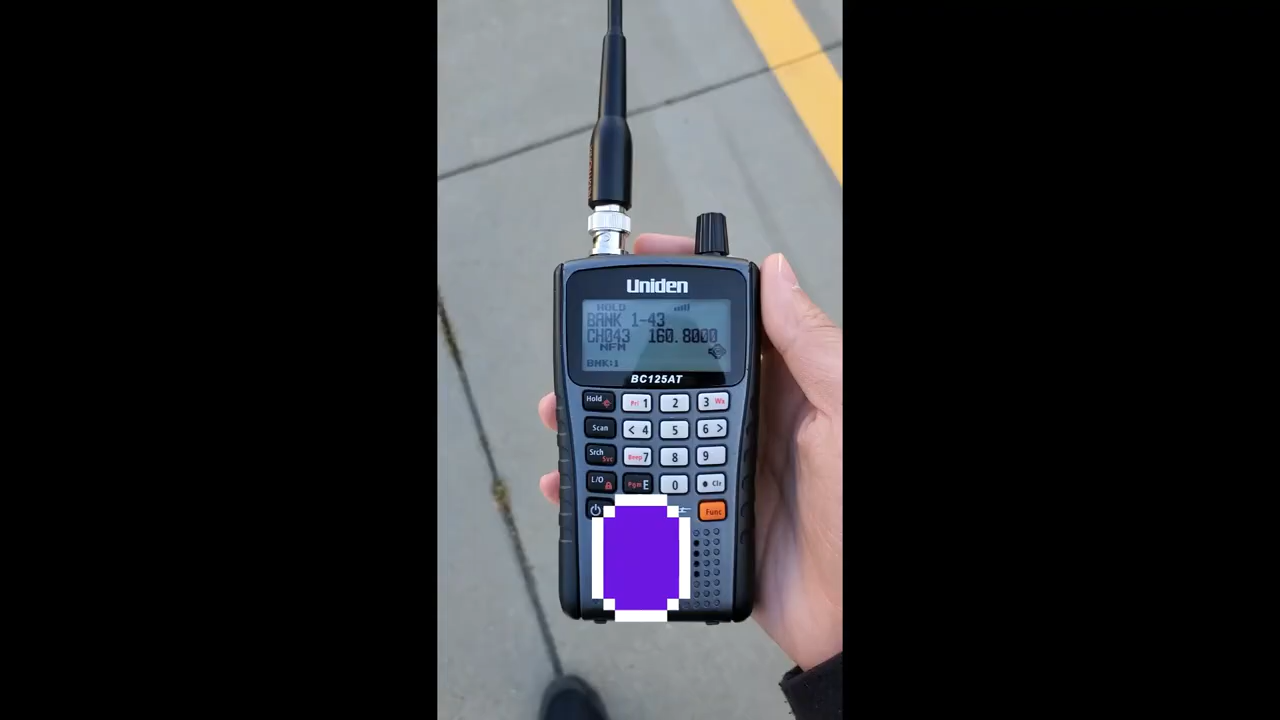 Uniden
HOLD
BANK 1-43
CH043 160.8000
NFM
BNK:1
BC125AT
Hold Pri 1 2 3 Wx
Scan < 4 5 6 >
Srch Svc Beep 7 8 9
L/O Pgm E 0 • Clr
Func